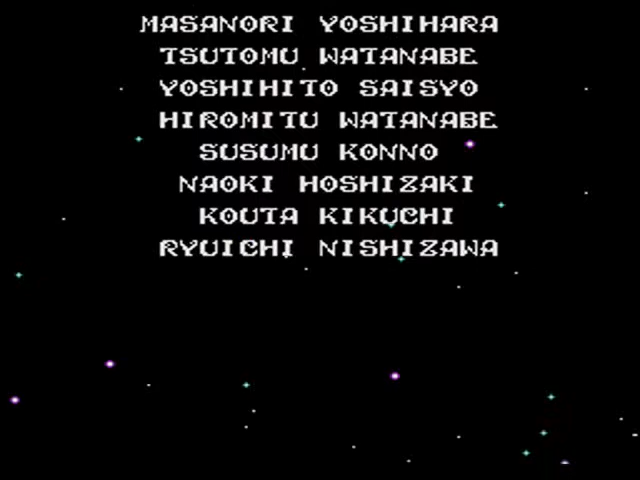 MASANORI YOSHIHARA
TSUTOMU WATANABE
YOSHIHITO SAISYO
HIROMITU WATANABE
SUSUMU KONNO
NAOKI HOSHIZAKI
KOUTA KIKUCHI
RYUICHI NISHIZAWA